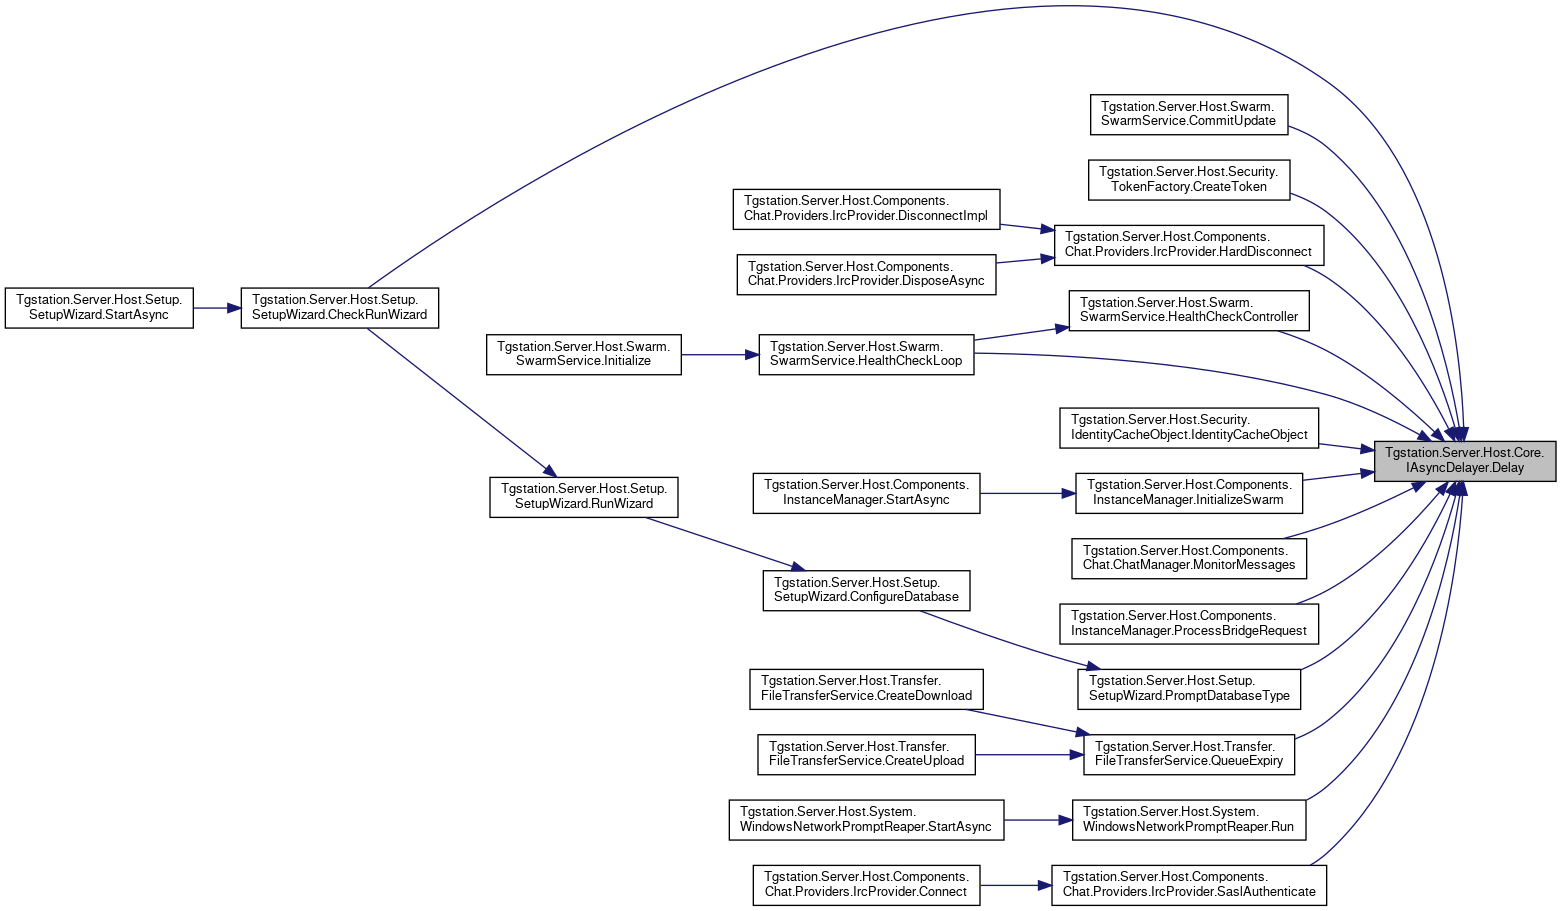 Tgstation.Server.Host.Swarm.
SwarmService.CommitUpdate
Tgstation.Server.Host.Security.
TokenFactory.CreateToken
Tgstation.Server.Host.Components.
Chat.Providers.IrcProvider.DisconnectImpl
Tgstation.Server.Host.Components.
Chat.Providers.IrcProvider.HardDisconnect
Tgstation.Server.Host.Components.
Chat.Providers.IrcProvider.DisposeAsync
Tgstation.Server.Host.Setup.
SetupWizard.StartAsync
Tgstation.Server.Host.Setup.
SetupWizard.CheckRunWizard
Tgstation.Server.Host.Swarm.
SwarmService.HealthCheckController
Tgstation.Server.Host.Swarm.
SwarmService.Initialize
Tgstation.Server.Host.Swarm.
SwarmService.HealthCheckLoop
Tgstation.Server.Host.Security.
IdentityCacheObject.IdentityCacheObject
Tgstation.Server.Host.Core.
IAsyncDelayer.Delay
Tgstation.Server.Host.Setup.
SetupWizard.RunWizard
Tgstation.Server.Host.Components.
InstanceManager.StartAsync
Tgstation.Server.Host.Components.
InstanceManager.InitializeSwarm
Tgstation.Server.Host.Components.
Chat.ChatManager.MonitorMessages
Tgstation.Server.Host.Setup.
SetupWizard.ConfigureDatabase
Tgstation.Server.Host.Components.
InstanceManager.ProcessBridgeRequest
Tgstation.Server.Host.Transfer.
FileTransferService.CreateDownload
Tgstation.Server.Host.Setup.
SetupWizard.PromptDatabaseType
Tgstation.Server.Host.Transfer.
FileTransferService.CreateUpload
Tgstation.Server.Host.Transfer.
FileTransferService.QueueExpiry
Tgstation.Server.Host.System.
WindowsNetworkPromptReaper.StartAsync
Tgstation.Server.Host.System.
WindowsNetworkPromptReaper.Run
Tgstation.Server.Host.Components.
Chat.Providers.IrcProvider.Connect
Tgstation.Server.Host.Components.
Chat.Providers.IrcProvider.SaslAuthenticate